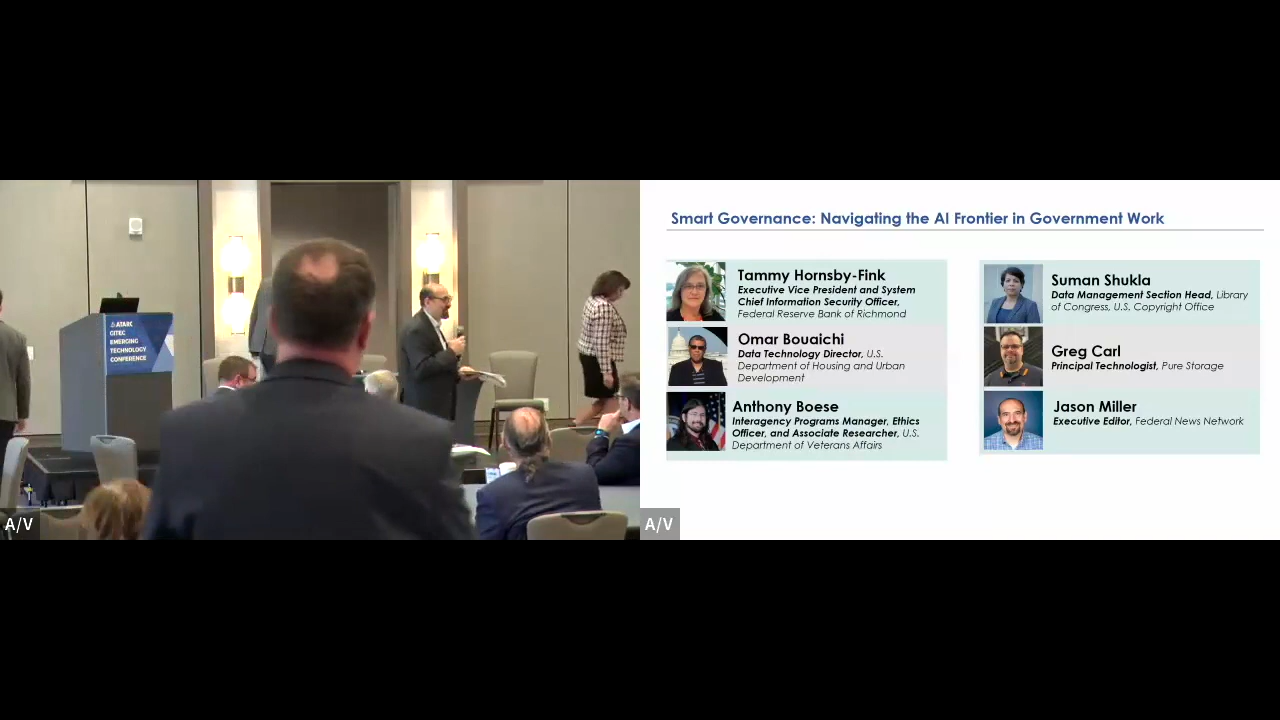 ATARC
GITEC
EMERGING
TECHNOLOGY
CONFERENCE
A/V
Smart Governance: Navigating the AI Frontier in Government Work
Tammy Hornsby-Fink
Executive Vice President and System
Chief Information Security Officer,
Federal Reserve Bank of Richmond
Omar Bouaichi
Data Technology Director, U.S.
Department of Housing and Urban
Development
Anthony Boese
Interagency Programs Manager, Ethics
Officer, and Associate Researcher, U.S.
Department of Veterans Affairs
Suman Shukla
Data Management Section Head, Library
of Congress, U.S. Copyright Office
Greg Carl
Principal Technologist, Pure Storage
Jason Miller
Executive Editor, Federal News Network
A/V